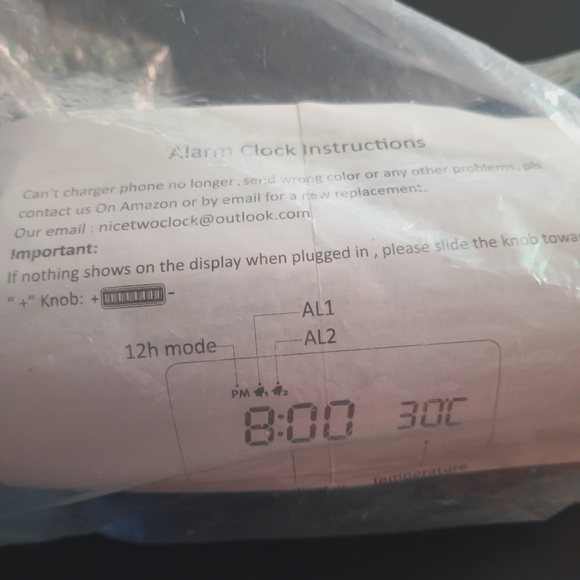 Alarm Clock Instructions
Can't charger phone no longer , send wrong color or any other problems, pls
contact us On Amazon or by email for a new replacement.
Our email : nicetwoclock@outlook.com
Important:
If nothing shows on the display when plugged in , please slide the knob towa
" +" Knob: + -
AL1
12h mode
AL2
PM 1 2
8:00 30C
temperature